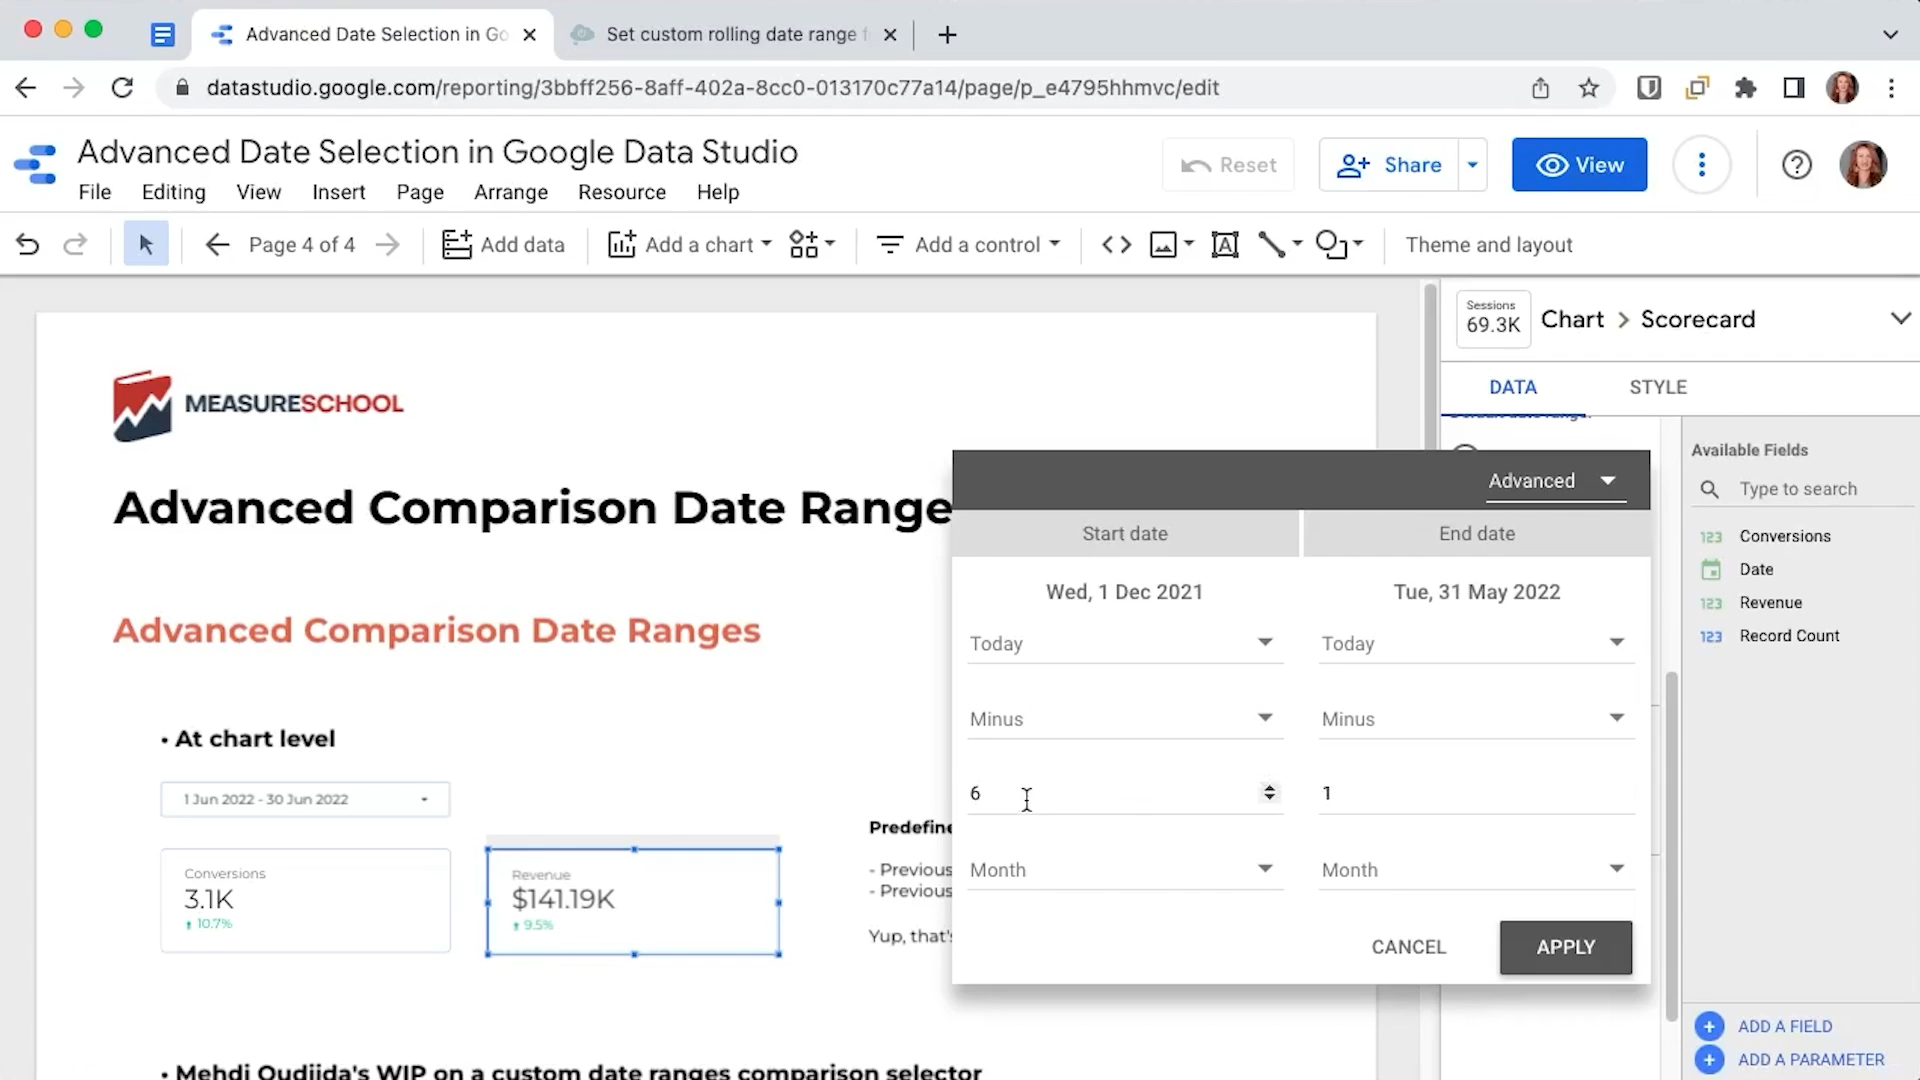 Advanced Date Selection in Go
Set custom rolling date range f
datastudio.google.com/reporting/3bbff256-8aff-402a-8cc0-013170c77a14/page/p_e4795hhmvc/edit
Advanced Date Selection in Google Data Studio
Reset
Share
View
File Editing View Insert Page Arrange Resource Help
Page 4 of 4
Add data
Add a chart
Add a control
Theme and layout
Sessions
69.3K
Chart > Scorecard
DATA STYLE
MEASURESCHOOL
Advanced Comparison Date Range
Advanced Comparison Date Ranges
• At chart level
1 Jun 2022 - 30 Jun 2022
Conversions
3.1K
10.7%
Revenue
$141.19K
9.5%
Predefine
- Previous
- Previous
Yup, that's
• Mehdi Oudjida's WIP on a custom date ranges comparison selector
Advanced
Start date End date
Wed, 1 Dec 2021 Tue, 31 May 2022
Today Today
Minus Minus
6 1
Month Month
CANCEL APPLY
Available Fields
Type to search
123 Conversions
Date
123 Revenue
123 Record Count
ADD A FIELD
ADD A PARAMETER